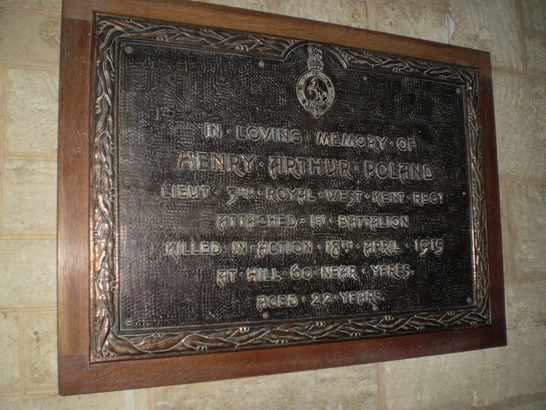 IN · LOVING · MEMORY · OF
HENRY · ARTHUR · POLAND
LIEUT · 3RD · ROYAL · WEST · KENT · REGT
ATTACHED · 1ST · BATTALION
KILLED · IN · ACTION · 18TH · APRIL · 1915
AT · HILL · 60 · NEAR · YPRES
AGED · 22 · YEARS